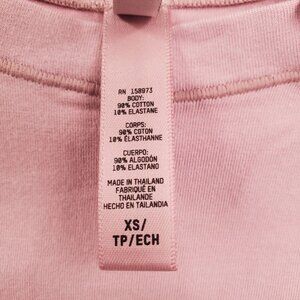 RN 158973
BODY:
90% COTTON
10% ELASTANE
CORPS:
90% COTON
10% ÉLASTHANNE
CUERPO:
90% ALGODÓN
10% ELASTANO
MADE IN THAILAND
FABRIQUÉ EN
THAÏLANDE
HECHO EN TAILANDIA
XS/
TP/ECH